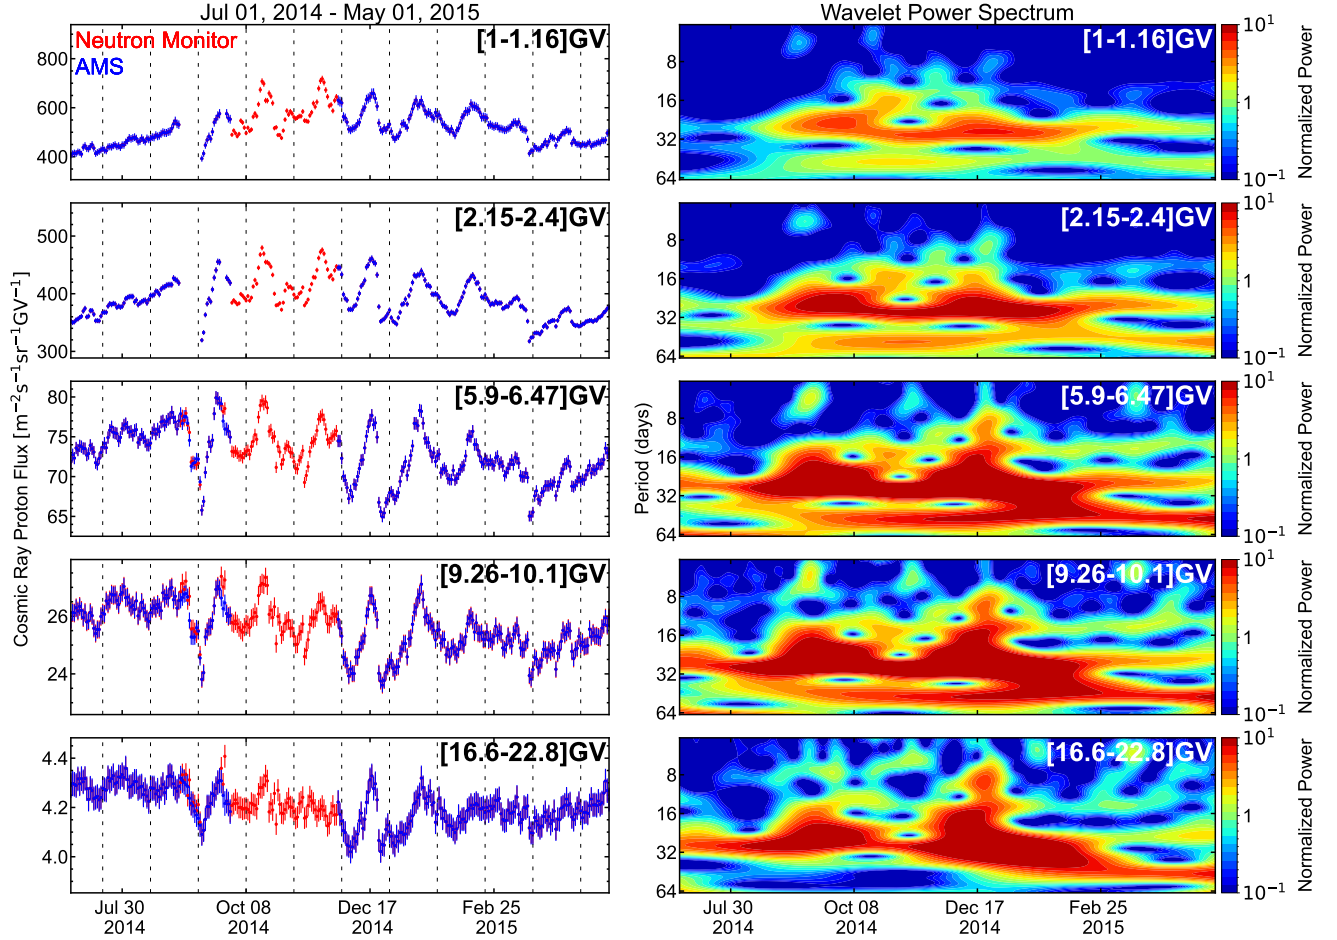 Jul 01, 2014 - May 01, 2015
Wavelet Power Spectrum
Neutron Monitor
AMS
[1-1.16]GV
800
600
400
[1-1.16]GV
8
16
32
64
10¹
1
10⁻¹
Normalized Power
[2.15-2.4]GV
500
400
300
[2.15-2.4]GV
8
16
32
64
10¹
1
10⁻¹
Normalized Power
Cosmic Ray Proton Flux [m⁻²s⁻¹sr⁻¹GV⁻¹]
[5.9-6.47]GV
80
75
70
65
Period (days)
[5.9-6.47]GV
8
16
32
64
10¹
1
10⁻¹
Normalized Power
[9.26-10.1]GV
26
24
[9.26-10.1]GV
8
16
32
64
10¹
1
10⁻¹
Normalized Power
[16.6-22.8]GV
4.4
4.2
4.0
[16.6-22.8]GV
8
16
32
64
10¹
1
10⁻¹
Normalized Power
Jul 30 2014
Oct 08 2014
Dec 17 2014
Feb 25 2015
Jul 30 2014
Oct 08 2014
Dec 17 2014
Feb 25 2015